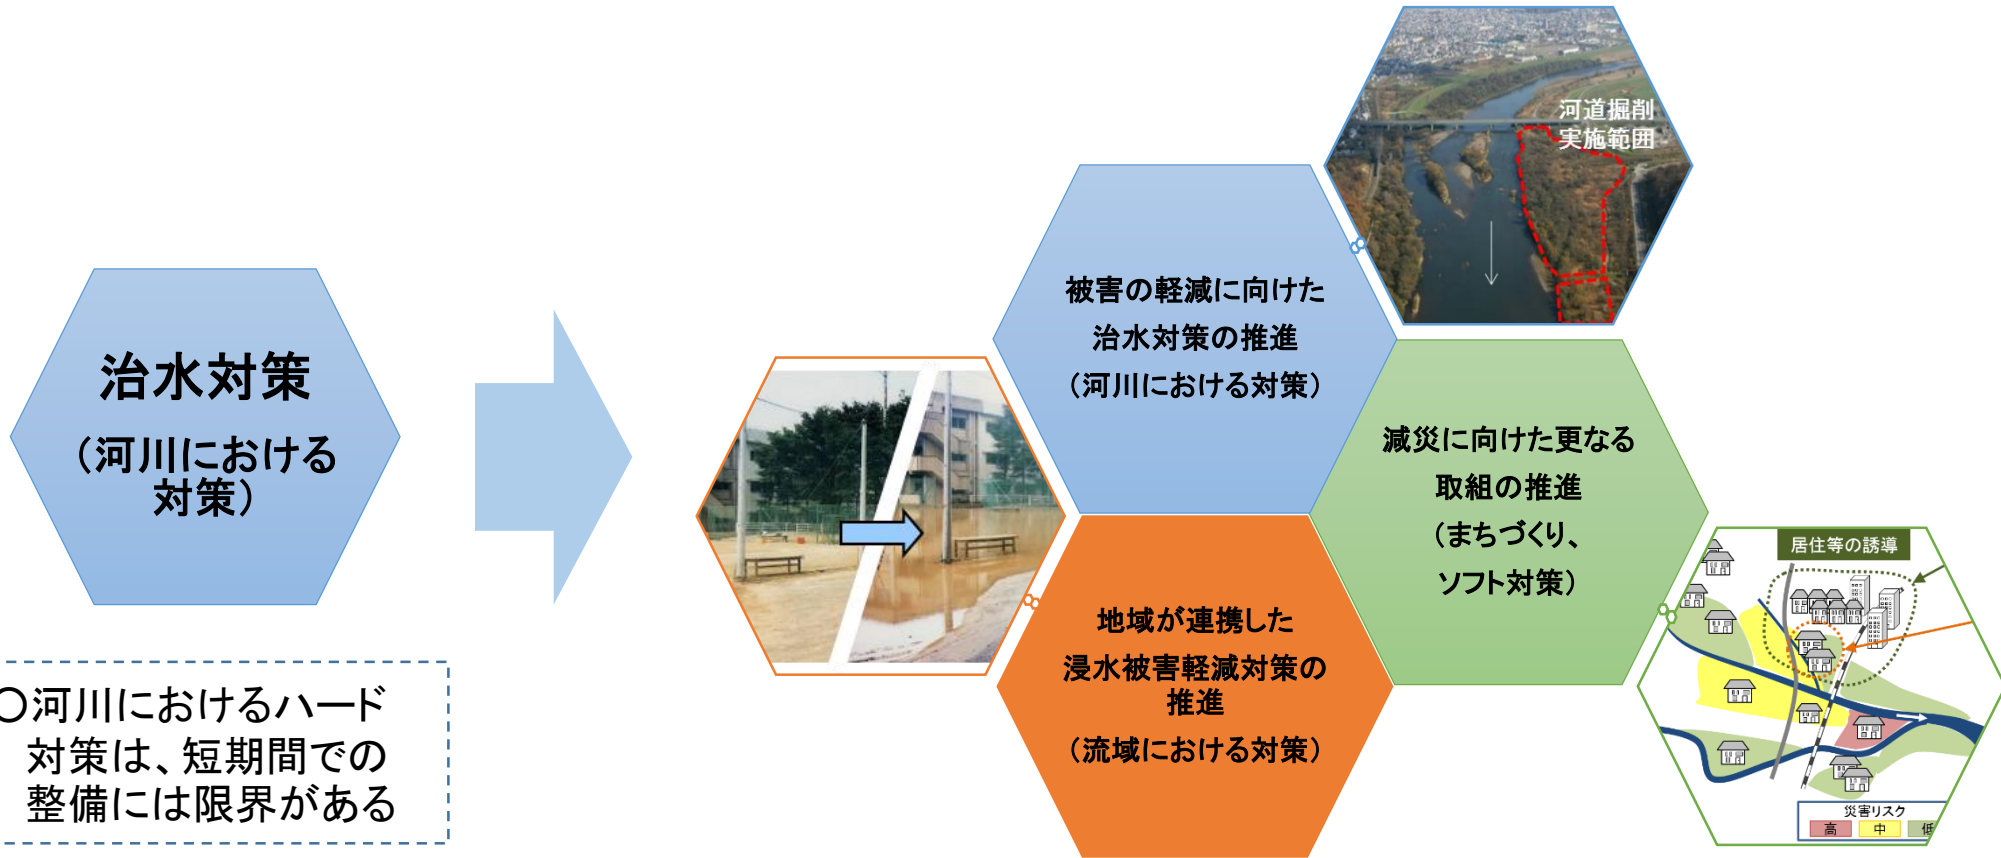 治水対策
（河川における
対策）
○河川におけるハード
対策は、短期間での
整備には限界がある
河道掘削
実施範囲
被害の軽減に向けた
治水対策の推進
（河川における対策）
減災に向けた更なる
取組の推進
（まちづくり、
ソフト対策）
地域が連携した
浸水被害軽減対策の
推進
（流域における対策）
居住等の誘導
災害リスク
高 中 低